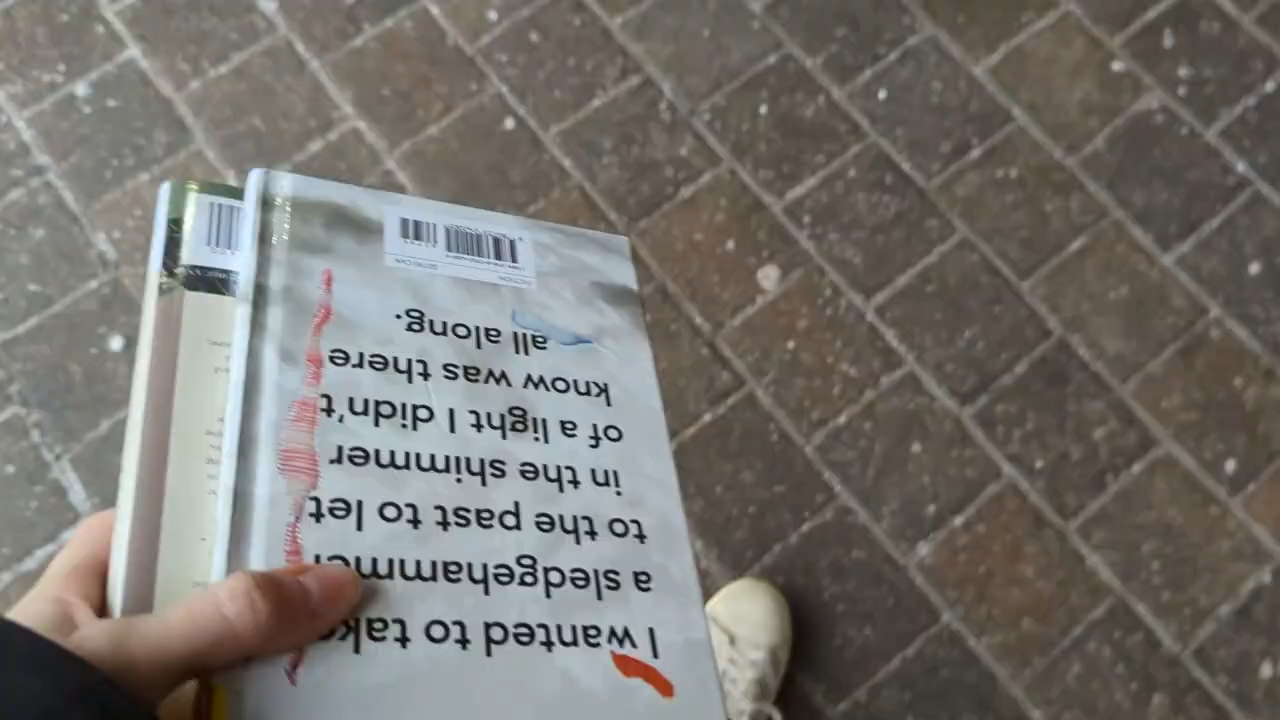 I wanted to take
a sledgehammer
to the past to let
in the shimmer
of a light I didn't
know was there
all along.
FICTION